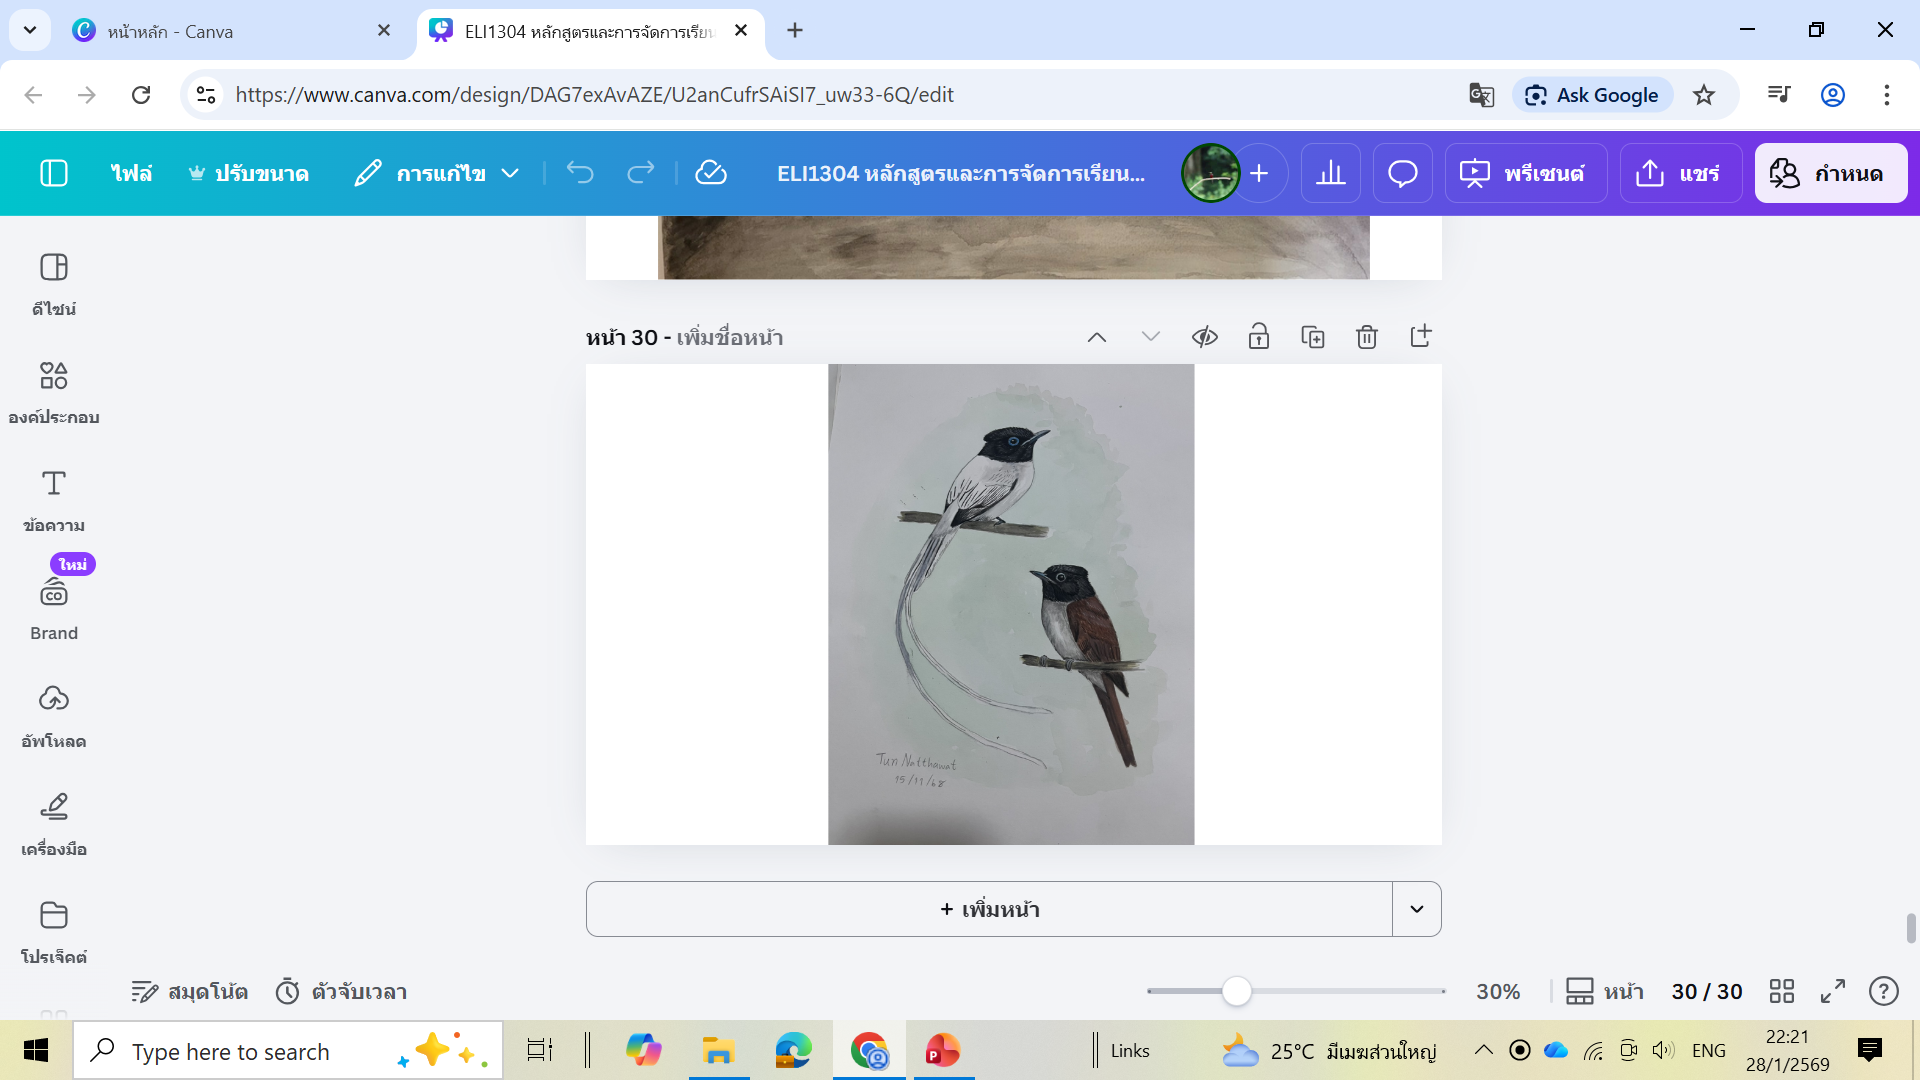 หน้าหลัก - Canva
ELI1304 หลักสูตรและการจัดการเรียน
https://www.canva.com/design/DAG7exAvAZE/U2anCufrSAiSI7_uw33-6Q/edit
Ask Google
ไฟล์
ปรับขนาด
การแก้ไข
ELI1304 หลักสูตรและการจัดการเรียน...
พรีเซนต์
แชร์
กำหนด
ดีไซน์
องค์ประกอบ
ข้อความ
ใหม่
Brand
อัพโหลด
เครื่องมือ
โปรเจ็คต์
หน้า 30 - เพิ่มชื่อหน้า
Tun Natthawat
15/11/68
+ เพิ่มหน้า
สมุดโน้ต
ตัวจับเวลา
30%
หน้า
30 / 30
Type here to search
Links
25°C มีเมฆส่วนใหญ่
ENG
22:21
28/1/2569